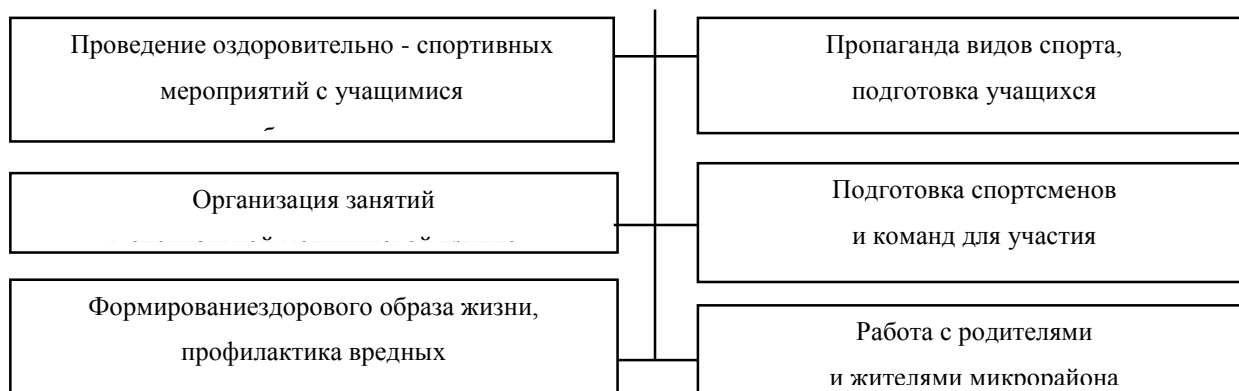 Проведение оздоровительно - спортивных
мероприятий с учащимися
Пропаганда видов спорта,
подготовка учащихся
Организация занятий
Подготовка спортсменов
и команд для участия
Формированиездорового образа жизни,
профилактика вредных
Работа с родителями
и жителями микрорайона